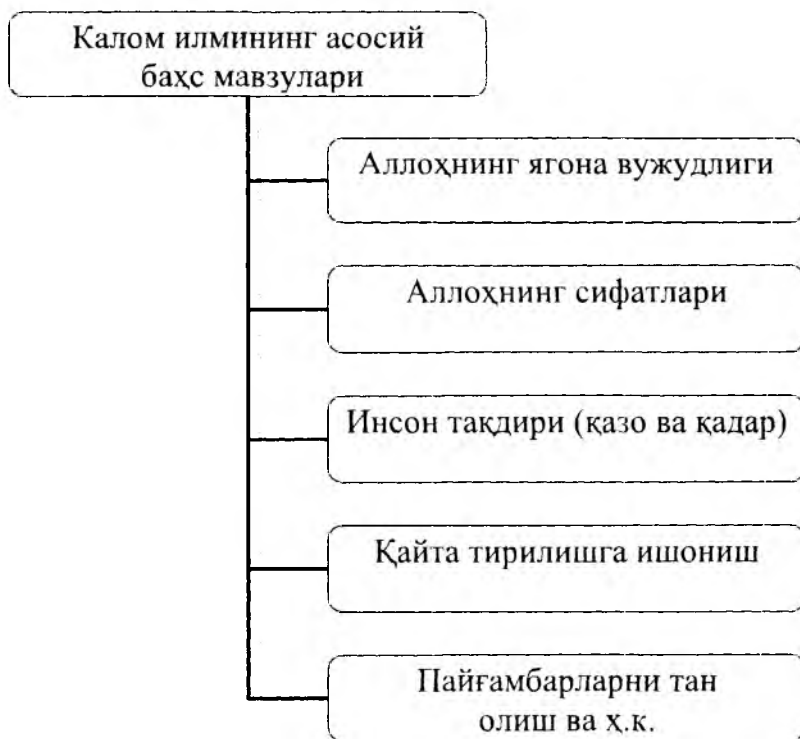 Калом илмининг асосий
баҳс мавзулари
Аллоҳнинг ягона вужудлиги
Аллоҳнинг сифатлари
Инсон тақдири (қазо ва қадар)
Қайта тирилишга ишониш
Пайғамбарларни тан
олиш ва ҳ.к.